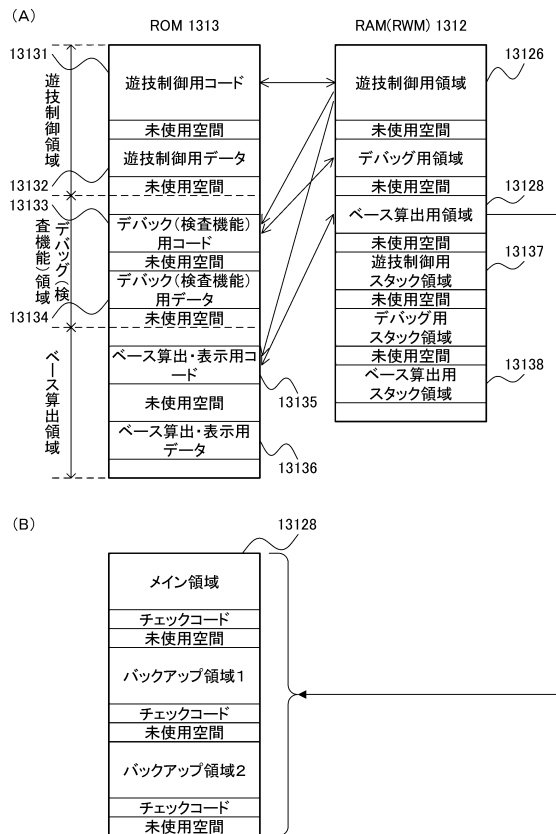 (A)
ROM 1313
RAM(RWM) 1312
13131
遊技制御用コード
未使用空間
遊技制御用データ
未使用空間
13132
遊技制御領域
13133
デバック(検査機能)
用コード
未使用空間
デバック(検査機能)
用データ
未使用空間
13134
デバッグ(検
査機能)領域
ベース算出・表示用コ
ード
13135
未使用空間
ベース算出・表示用
データ
13136
ベース算出領域
遊技制御用領域
13126
未使用空間
デバッグ用領域
未使用空間
13128
ベース算出用領域
未使用空間
13137
遊技制御用
スタック領域
未使用空間
デバッグ用
スタック領域
未使用空間
13138
ベース算出用
スタック領域
(B)
13128
メイン領域
チェックコード
未使用空間
バックアップ領域1
チェックコード
未使用空間
バックアップ領域2
チェックコード
未使用空間